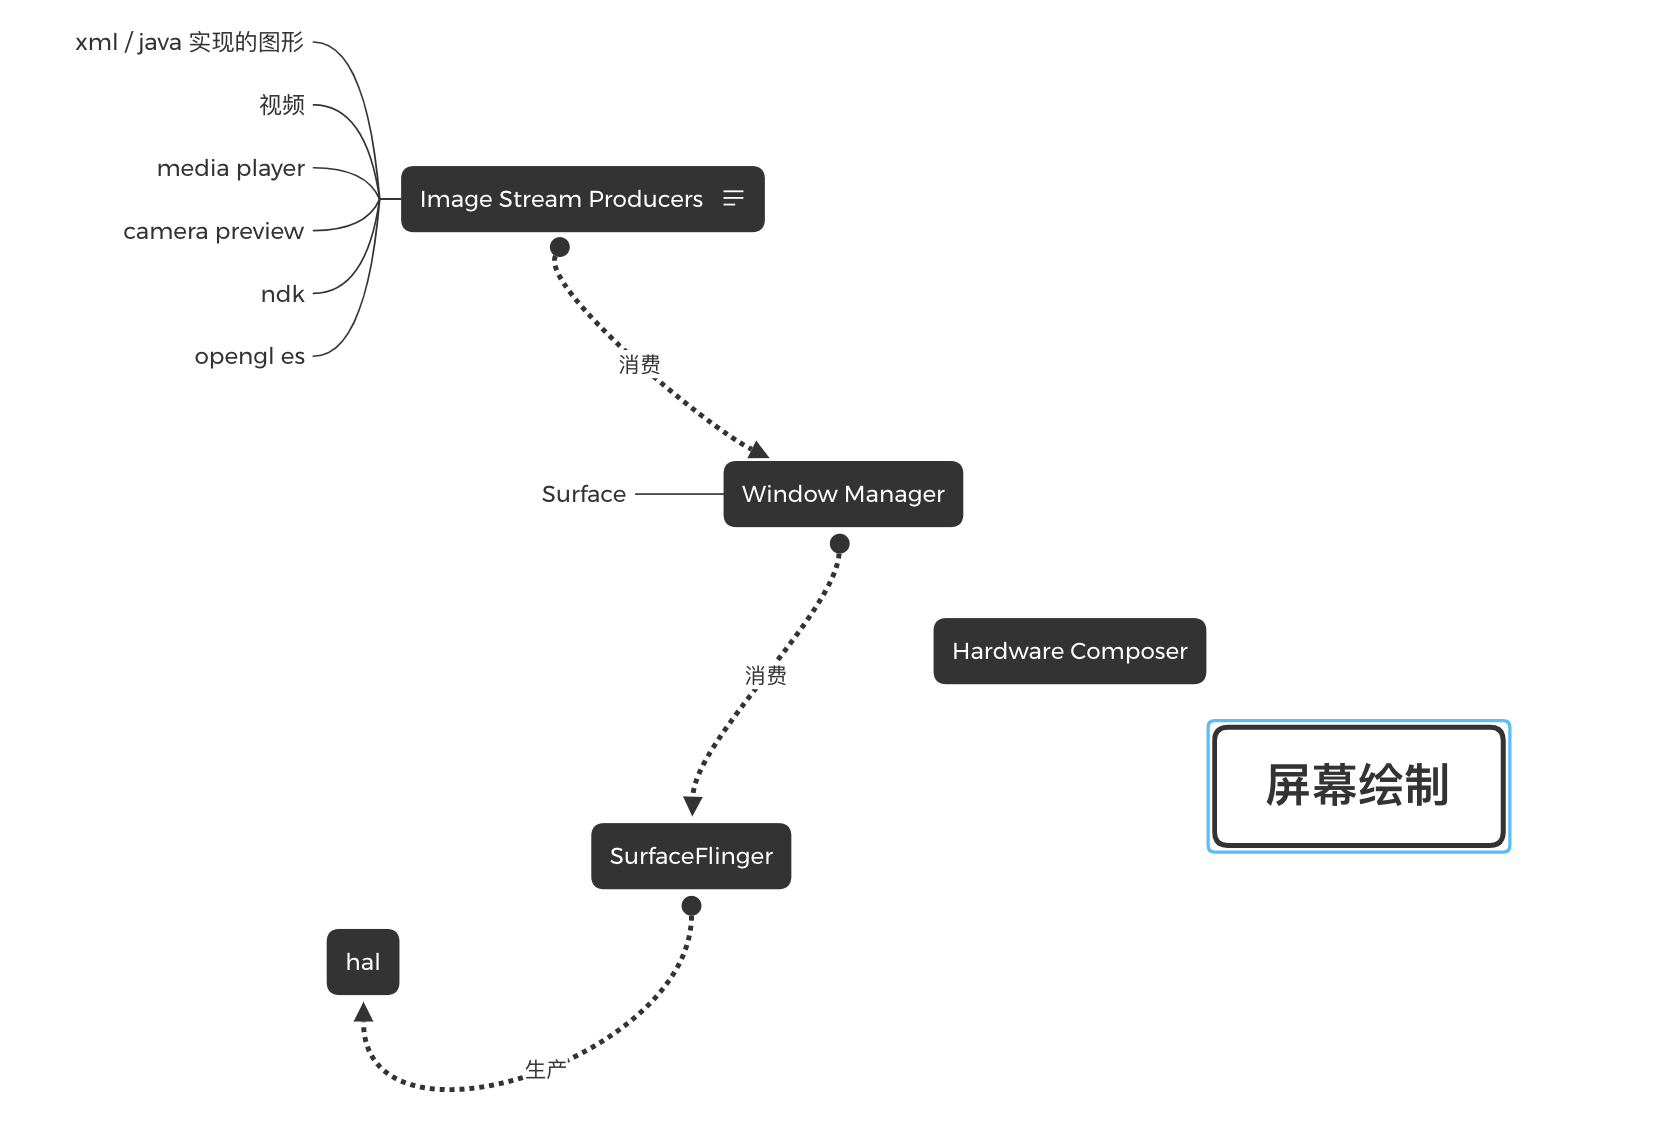 xml / java 实现的图形
视频
media player
Image Stream Producers
camera preview
ndk
opengl es
消费
Surface
Window Manager
Hardware Composer
消费
屏幕绘制
SurfaceFlinger
hal
生产